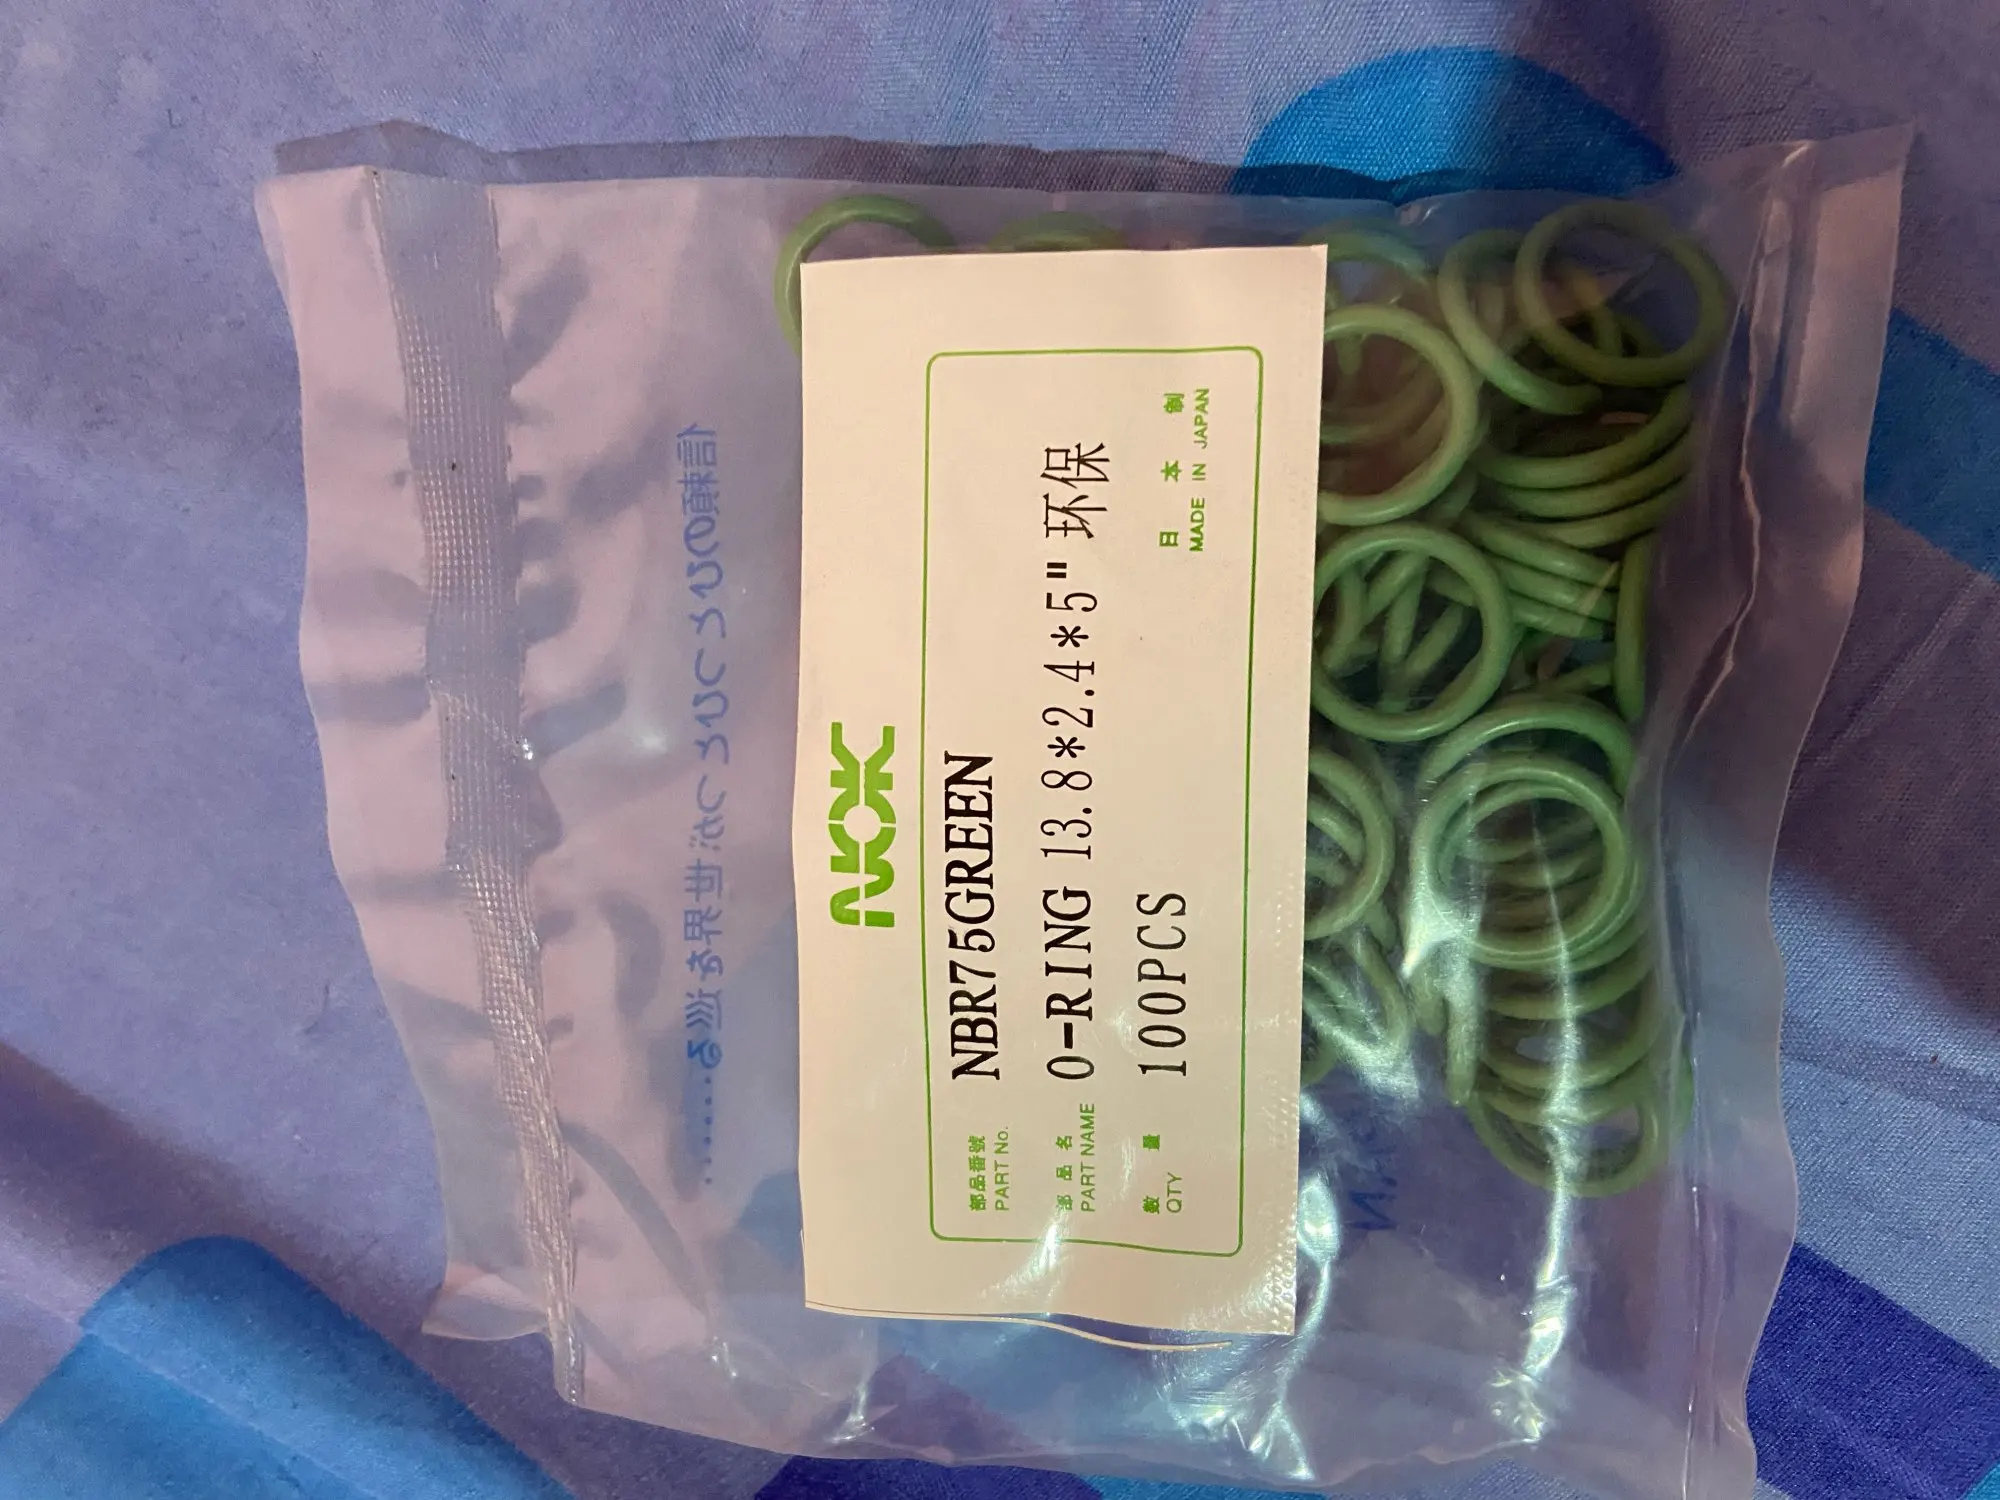 NOK
部品番號 NBR75GREEN
PART No.
部品名 O-RING 13.8*2.4*5" 环保
PART NAME
數量 100PCS
QTY
日本制
MADE IN JAPAN